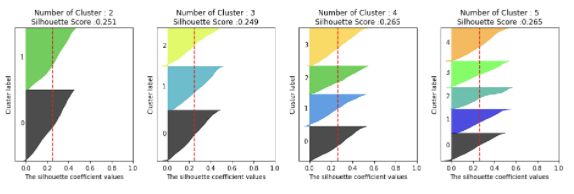 Number of Cluster : 2
Silhouette Score :0.251
Cluster label
1
0
0.0 0.2 0.4 0.6 0.8 1.0
The silhouette coefficient values
Number of Cluster : 3
Silhouette Score :0.249
Cluster label
2
1
0
0.0 0.2 0.4 0.6 0.8 1.0
The silhouette coefficient values
Number of Cluster : 4
Silhouette Score :0.265
Cluster label
3
2
1
0
0.0 0.2 0.4 0.6 0.8 1.0
The silhouette coefficient values
Number of Cluster : 5
Silhouette Score :0.265
Cluster label
4
3
2
1
0
0.0 0.2 0.4 0.6 0.8 1.0
The silhouette coefficient values